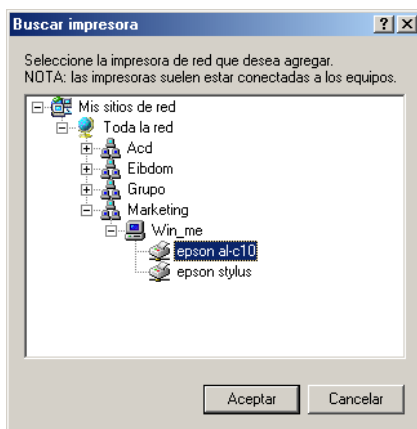 Buscar impresora
Seleccione la impresora de red que desea agregar.
NOTA: las impresoras suelen estar conectadas a los equipos.
Mis sitios de red
Toda la red
Acd
Eibdom
Grupo
Marketing
Win_me
epson al-c10
epson stylus
Aceptar Cancelar